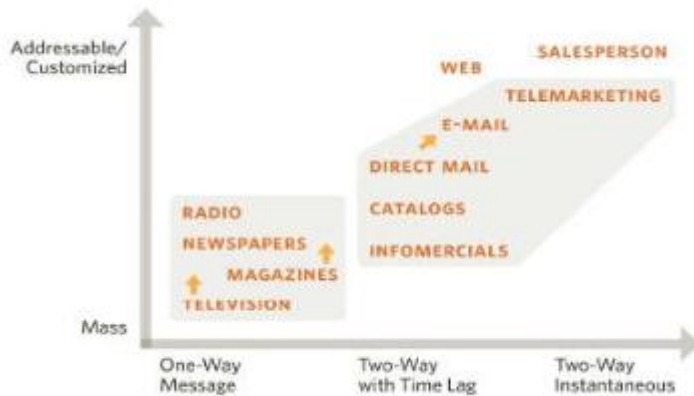 Addressable/
Customized
SALESPERSON
WEB
TELEMARKETING
E-MAIL
DIRECT MAIL
CATALOGS
INFOMERCIALS
RADIO
NEWSPAPERS
MAGAZINES
TELEVISION
Mass
One-Way
Message
Two-Way
with Time Lag
Two-Way
Instantaneous